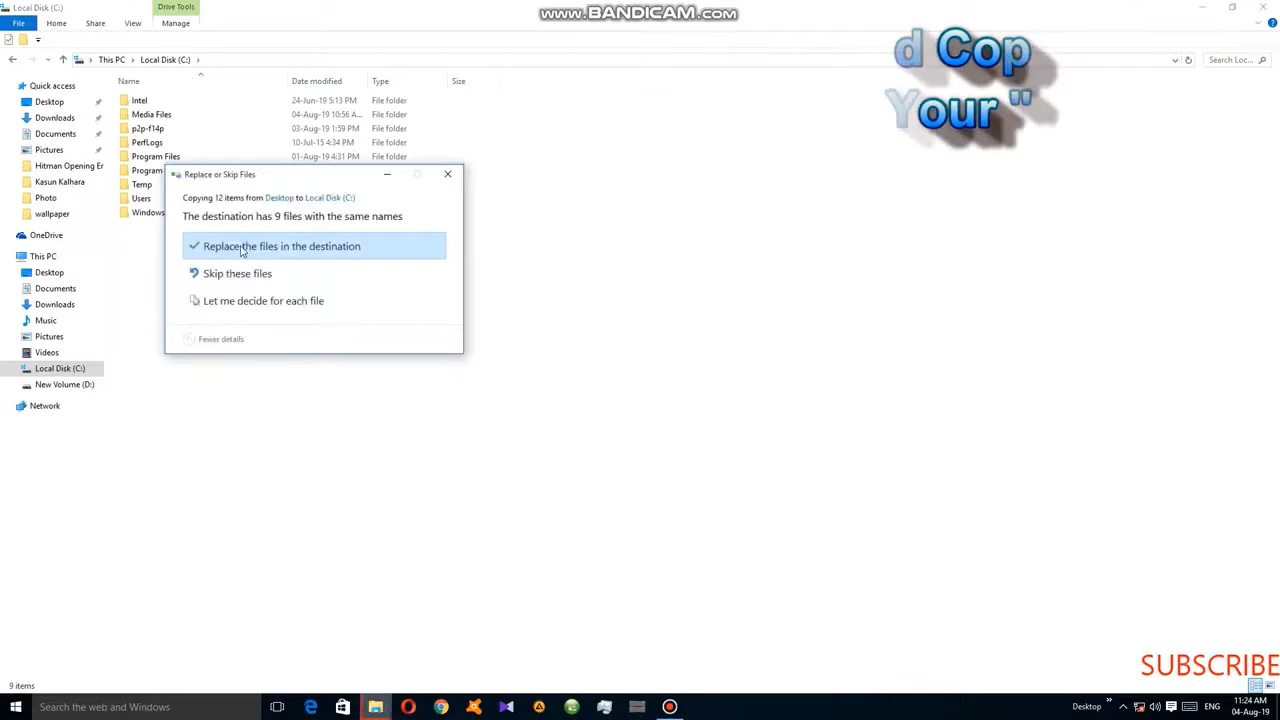 Local Disk (C:)
Drive Tools
www.BANDICAM.com
File
Home
Share
View
Manage
d Cop
Your "
This PC
Local Disk (C:)
Search Loc...
Quick access
Desktop
Downloads
Documents
Pictures
Hitman Opening Er
Kasun Kalhara
Photo
wallpaper
OneDrive
This PC
Desktop
Documents
Downloads
Music
Pictures
Videos
Local Disk (C:)
New Volume (D:)
Network
Name
Date modified
Type
Size
Intel
24-Jun-19 5:13 PM
File folder
Media Files
04-Aug-19 10:56 A...
File folder
p2p-f14p
03-Aug-19 1:59 PM
File folder
PerfLogs
10-Jul-15 4:34 PM
File folder
Program Files
01-Aug-19 4:31 PM
File folder
Program
Temp
Users
Windows
Replace or Skip Files
Copying 12 items from Desktop to Local Disk (C:)
The destination has 9 files with the same names
Replace the files in the destination
Skip these files
Let me decide for each file
Fewer details
SUBSCRIBE
9 items
Search the web and Windows
Desktop
ENG
11:24 AM
04-Aug-19